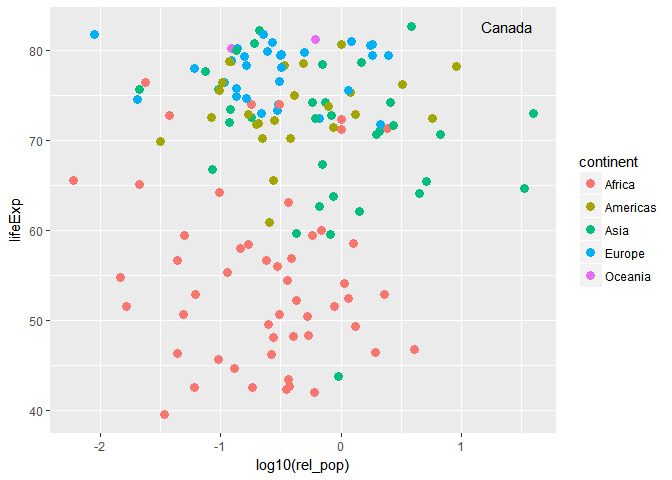 Canada
80
70
60
50
40
lifeExp
-2
-1
0
1
log10(rel_pop)
continent
Africa
Americas
Asia
Europe
Oceania